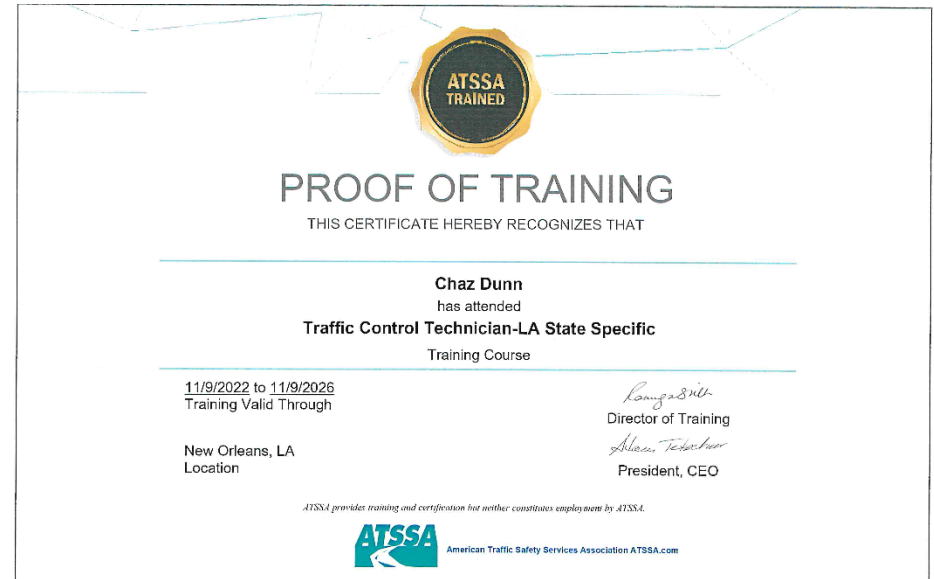 ATSSA
TRAINED
PROOF OF TRAINING
THIS CERTIFICATE HEREBY RECOGNIZES THAT
Chaz Dunn
has attended
Traffic Control Technician-LA State Specific
Training Course
11/9/2022 to 11/9/2026
Training Valid Through
Director of Training
New Orleans, LA
Location
President, CEO
ATSSA provides training and certification but neither constitutes employment by ATSSA.
ATSSA
American Traffic Safety Services Association ATSSA.com